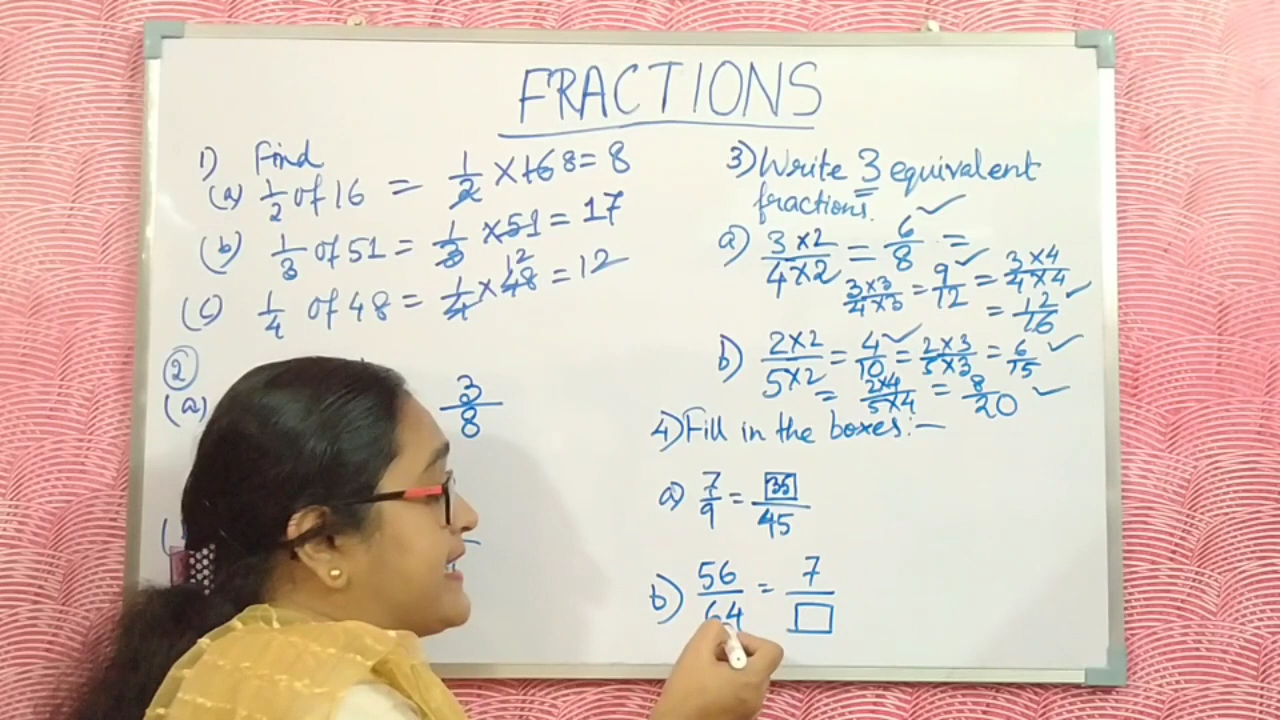 FRACTIONS
1) Find
(a) 1/2 of 16 = 1/2 × 16 8 = 8
(b) 1/3 of 51 = 1/3 × 51 = 17
(c) 1/4 of 48 = 1/4 × 48 12 = 12
2
(a)
3/8
3) Write 3 equivalent
fractions.
a) 3×2/4×2 = 6/8 ✓ =
3×3/4×3 = 9/12 ✓ = 3×4/4×4
= 12/16 ✓
b) 2×2/5×2 = 4/10 ✓ = 2×3/5×3 = 6/15 ✓
= 2×4/5×4 = 8/20 ✓
4) Fill in the boxes:-
a) 7/9 = 35/45
b) 56/64 = 7/□